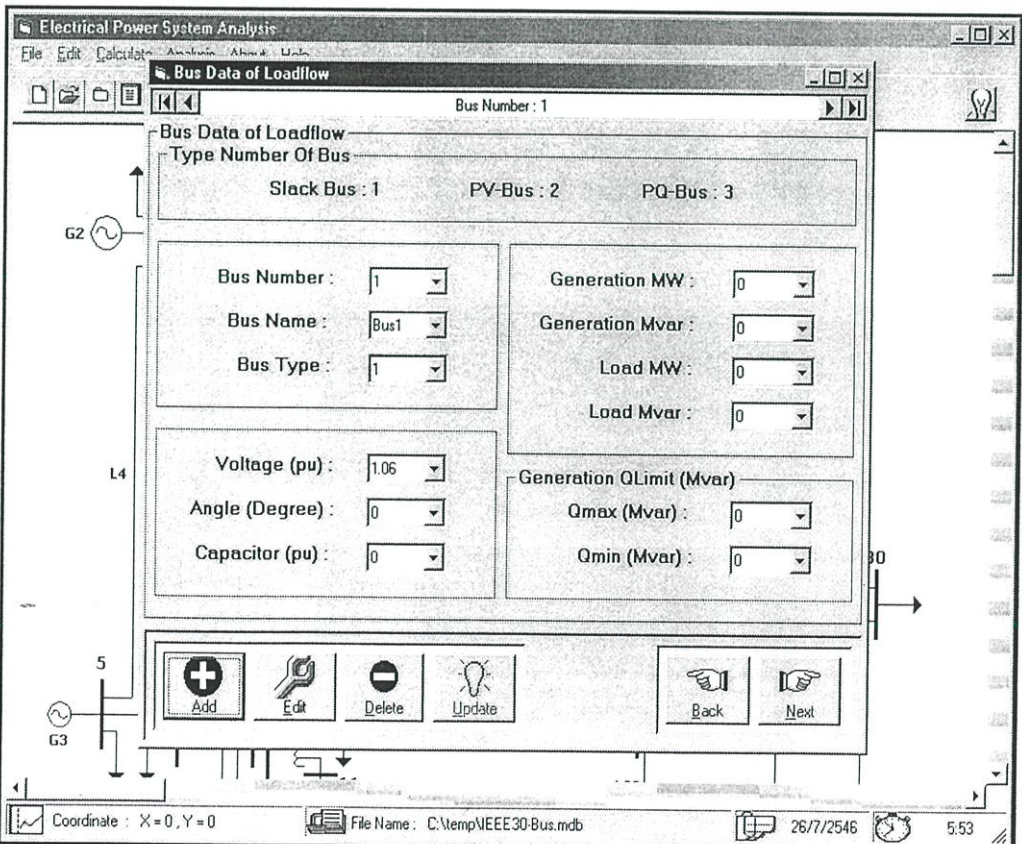 Electrical Power System Analysis
File Edit Calculate Analysis About Help
Bus Data of Loadflow
Bus Number : 1
Bus Data of Loadflow
Type Number Of Bus
Slack Bus : 1 PV-Bus : 2 PQ-Bus : 3
G2
Bus Number : 1
Bus Name : Bus1
Bus Type : 1
Generation MW : 0
Generation Mvar : 0
Load MW : 0
Load Mvar : 0
L4
Voltage (pu) : 1.06
Angle (Degree) : 0
Capacitor (pu) : 0
Generation QLimit (Mvar)
Qmax (Mvar) : 0
Qmin (Mvar) : 0
30
5
G3
Add Edit Delete Update Back Next
Coordinate : X = 0 , Y = 0 File Name : C:\temp\IEEE30-Bus.mdb 26/7/2546 5:53